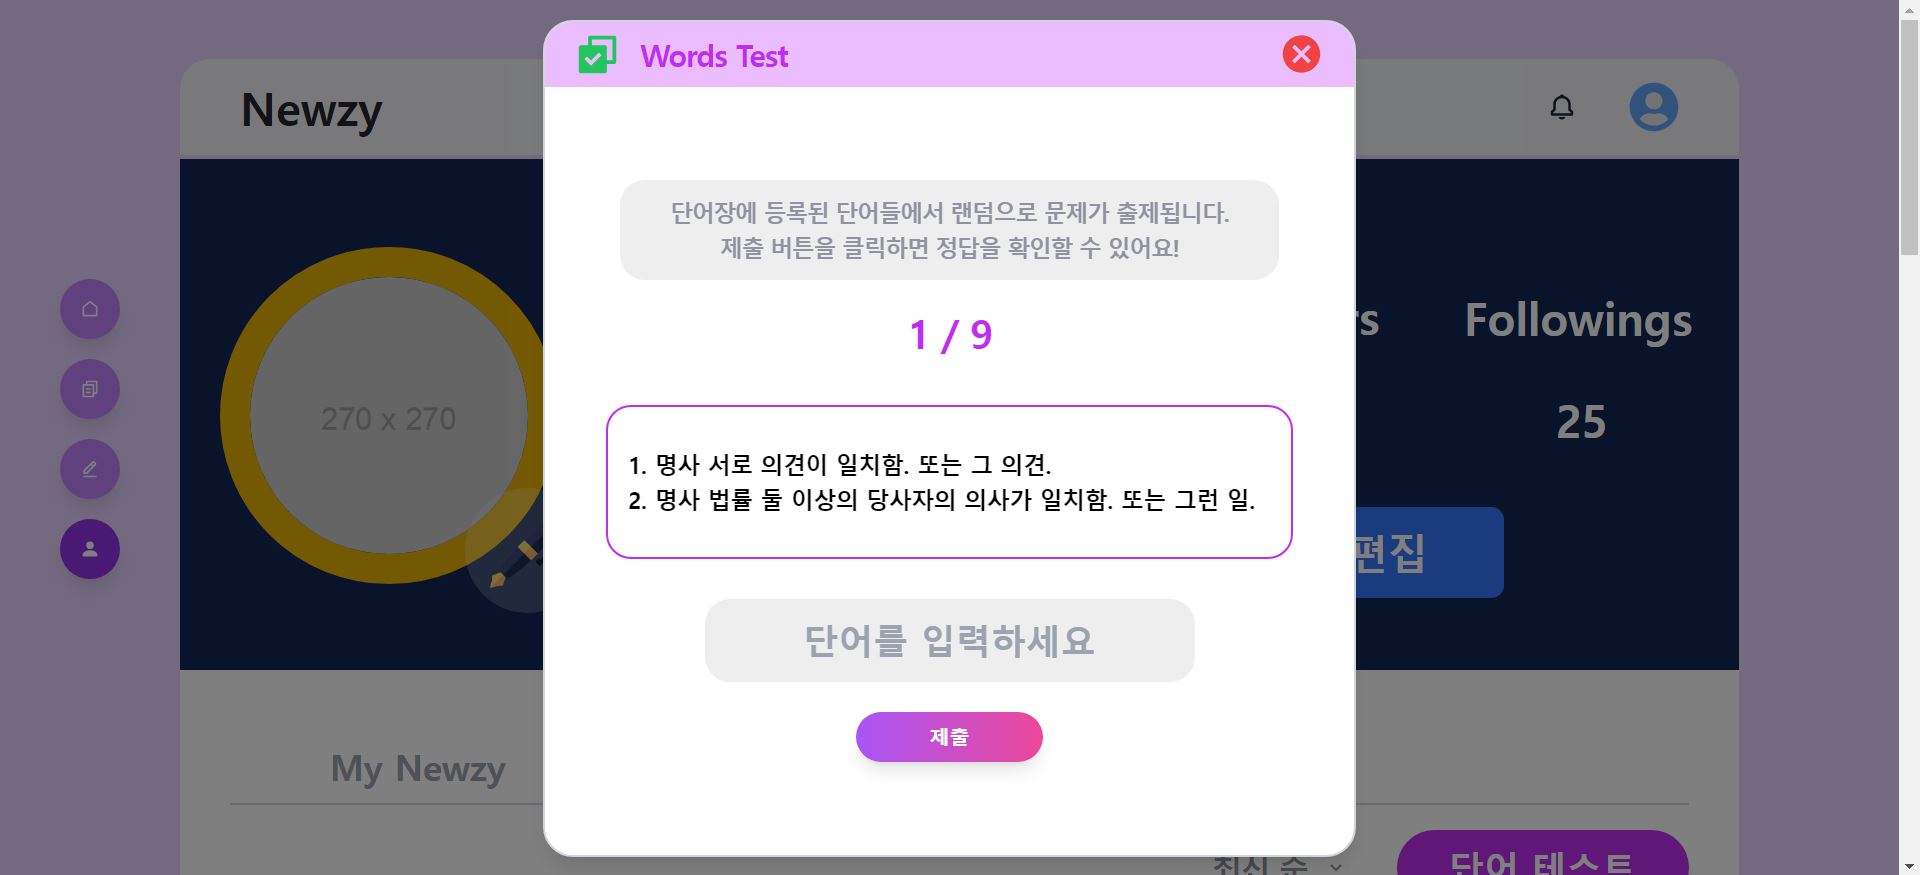 Words Test
Newzy
단어장에 등록된 단어들에서 랜덤으로 문제가 출제됩니다.
제출 버튼을 클릭하면 정답을 확인할 수 있어요!
1 / 9
Followings
270 x 270
25
1. 명사 서로 의견이 일치함. 또는 그 의견.
2. 명사 법률 둘 이상의 당사자의 의사가 일치함. 또는 그런 일.
편집
단어를 입력하세요
제출
My Newzy
최신 순
단어 테스트